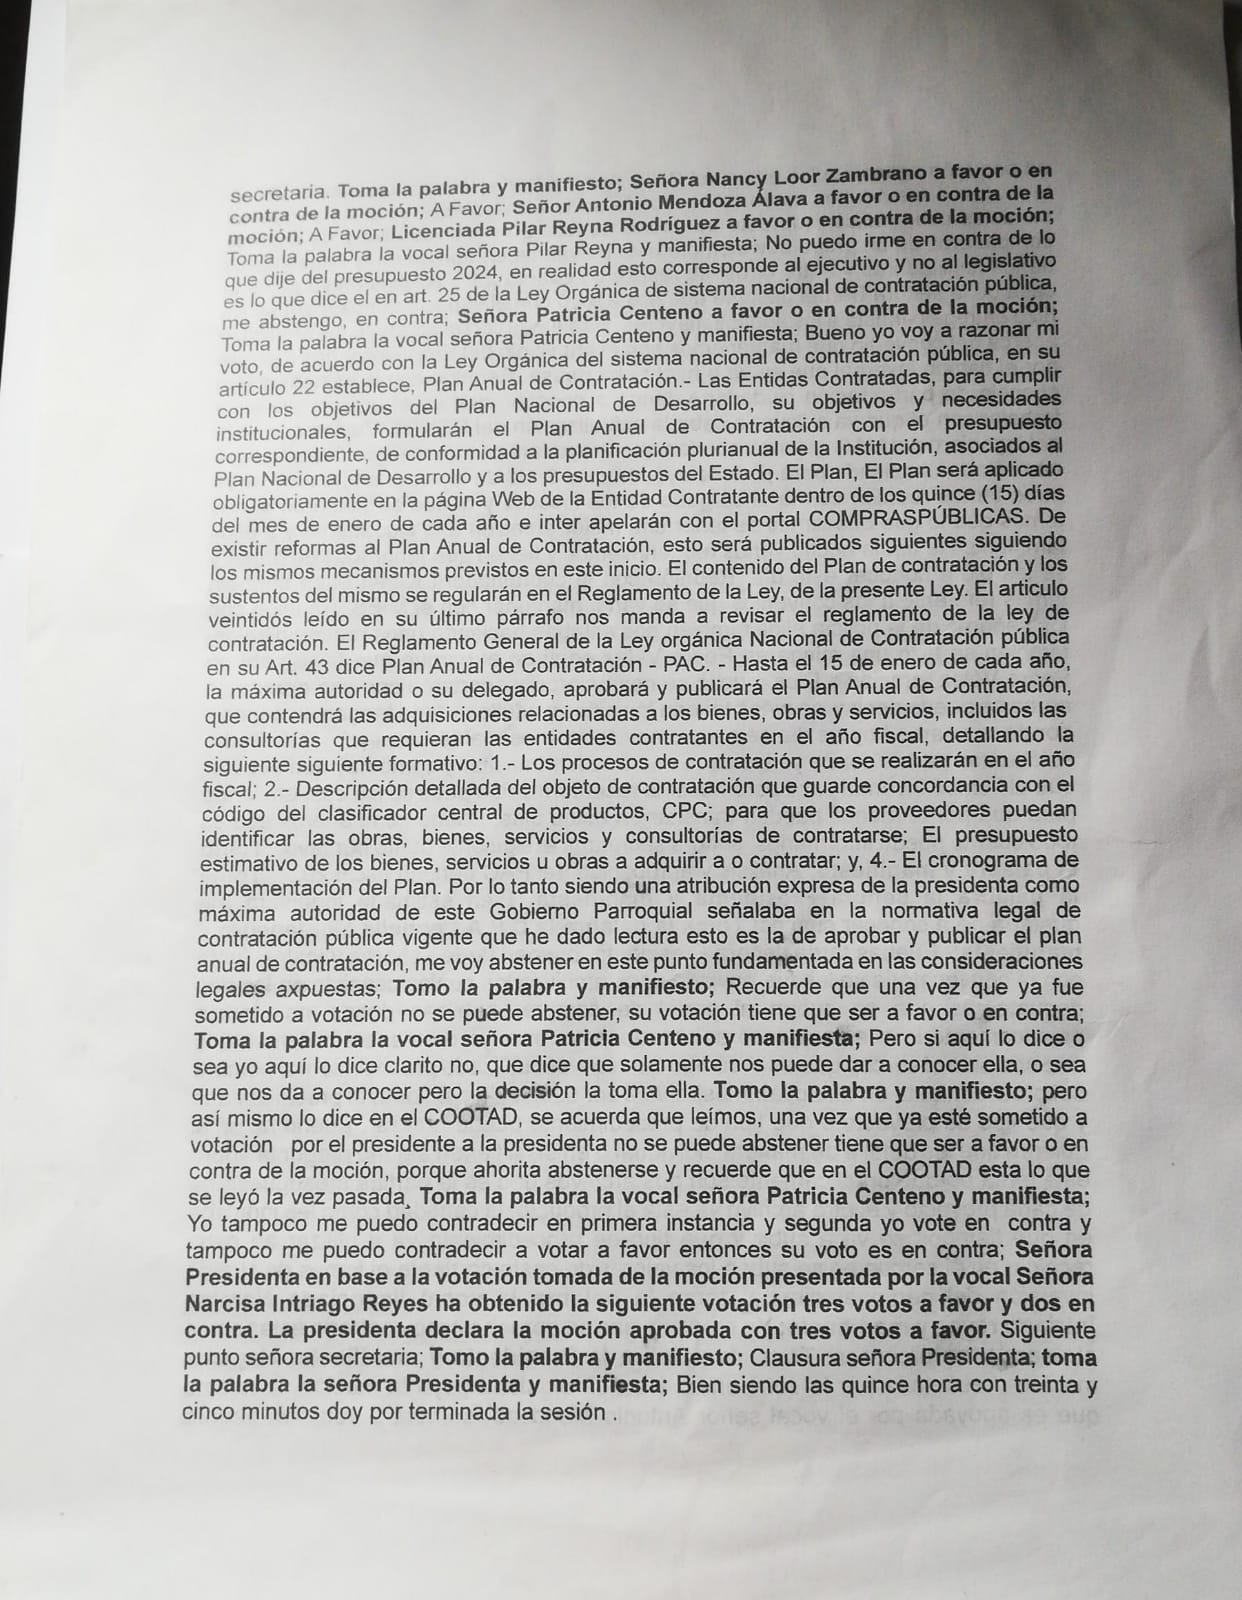 secretaria. Toma la palabra y manifiesto; Señora Nancy Loor Zambrano a favor o en
contra de la moción; A Favor; Señor Antonio Mendoza Álava a favor o en contra de la
moción; A Favor; Licenciada Pilar Reyna Rodríguez a favor o en contra de la moción;
Toma la palabra la vocal señora Pilar Reyna y manifiesta; No puedo irme en contra de lo
que dije del presupuesto 2024, en realidad esto corresponde al ejecutivo y no al legislativo
es lo que dice el en art. 25 de la Ley Orgánica de sistema nacional de contratación pública,
me abstengo, en contra; Señora Patricia Centeno a favor o en contra de la moción;
Toma la palabra la vocal señora Patricia Centeno y manifiesta; Bueno yo voy a razonar mi
voto, de acuerdo con la Ley Orgánica del sistema nacional de contratación pública, en su
artículo 22 establece, Plan Anual de Contratación.- Las Entidas Contratadas, para cumplir
con los objetivos del Plan Nacional de Desarrollo, su objetivos y necesidades
institucionales, formularán el Plan Anual de Contratación con el presupuesto
correspondiente, de conformidad a la planificación plurianual de la Institución, asociados al
Plan Nacional de Desarrollo y a los presupuestos del Estado. El Plan, El Plan será aplicado
obligatoriamente en la página Web de la Entidad Contratante dentro de los quince (15) días
del mes de enero de cada año e inter apelarán con el portal COMPRASPÚBLICAS. De
existir reformas al Plan Anual de Contratación, esto será publicados siguientes siguiendo
los mismos mecanismos previstos en este inicio. El contenido del Plan de contratación y los
sustentos del mismo se regularán en el Reglamento de la Ley, de la presente Ley. El articulo
veintidós leído en su último párrafo nos manda a revisar el reglamento de la ley de
contratación. El Reglamento General de la Ley orgánica Nacional de Contratación pública
en su Art. 43 dice Plan Anual de Contratación - PAC. - Hasta el 15 de enero de cada año,
la máxima autoridad o su delegado, aprobará y publicará el Plan Anual de Contratación,
que contendrá las adquisiciones relacionadas a los bienes, obras y servicios, incluidos las
consultorías que requieran las entidades contratantes en el año fiscal, detallando la
siguiente siguiente formativo: 1.- Los procesos de contratación que se realizarán en el año
fiscal; 2.- Descripción detallada del objeto de contratación que guarde concordancia con el
código del clasificador central de productos, CPC; para que los proveedores puedan
identificar las obras, bienes, servicios y consultorías de contratarse; El presupuesto
estimativo de los bienes, servicios u obras a adquirir a o contratar; y, 4.- El cronograma de
implementación del Plan. Por lo tanto siendo una atribución expresa de la presidenta como
máxima autoridad de este Gobierno Parroquial señalaba en la normativa legal de
contratación pública vigente que he dado lectura esto es la de aprobar y publicar el plan
anual de contratación, me voy abstener en este punto fundamentada en las consideraciones
legales axpuestas; Tomo la palabra y manifiesto; Recuerde que una vez que ya fue
sometido a votación no se puede abstener, su votación tiene que ser a favor o en contra;
Toma la palabra la vocal señora Patricia Centeno y manifiesta; Pero si aquí lo dice o
sea yo aquí lo dice clarito no, que dice que solamente nos puede dar a conocer ella, o sea
que nos da a conocer pero la decisión la toma ella. Tomo la palabra y manifiesto; pero
así mismo lo dice en el COOTAD, se acuerda que leímos, una vez que ya esté sometido a
votación por el presidente a la presidenta no se puede abstener tiene que ser a favor o en
contra de la moción, porque ahorita abstenerse y recuerde que en el COOTAD esta lo que
se leyó la vez pasada¸ Toma la palabra la vocal señora Patricia Centeno y manifiesta;
Yo tampoco me puedo contradecir en primera instancia y segunda yo vote en contra y
tampoco me puedo contradecir a votar a favor entonces su voto es en contra; Señora
Presidenta en base a la votación tomada de la moción presentada por la vocal Señora
Narcisa Intriago Reyes ha obtenido la siguiente votación tres votos a favor y dos en
contra. La presidenta declara la moción aprobada con tres votos a favor. Siguiente
punto señora secretaria; Tomo la palabra y manifiesto; Clausura señora Presidenta; toma
la palabra la señora Presidenta y manifiesta; Bien siendo las quince hora con treinta y
cinco minutos doy por terminada la sesión .